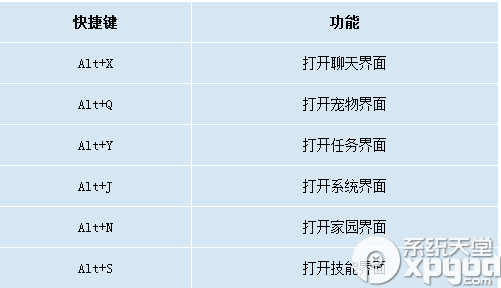 快捷键 功能
Alt+X 打开聊天界面
Alt+Q 打开宠物界面
Alt+Y 打开任务界面
Alt+J 打开系统界面
Alt+N 打开家园界面
Alt+S 打开技能界面
系统天堂
xpgod
.com